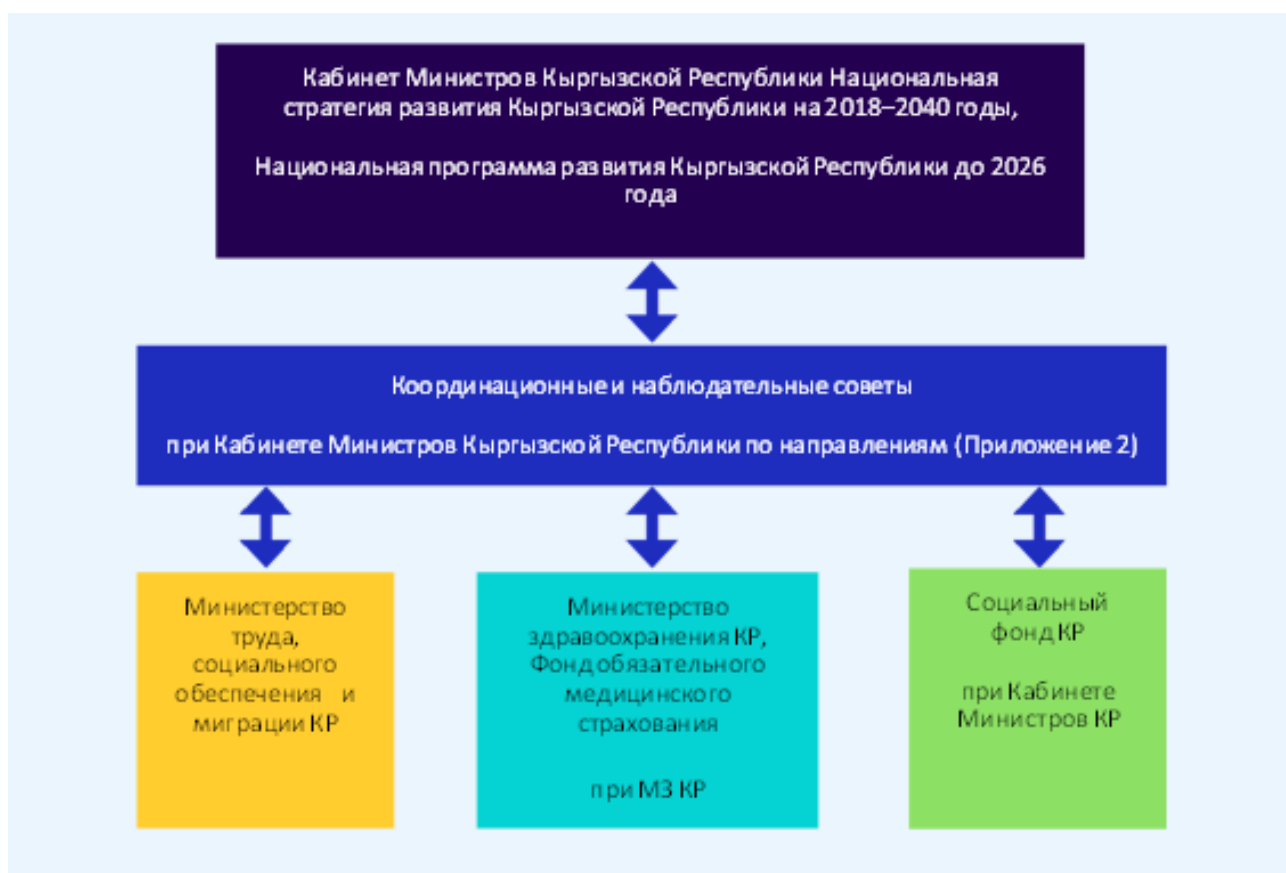 Кабинет Министров Кыргызской Республики Национальная
стратегия развития Кыргызской Республики на 2018–2040 годы,
Национальная программа развития Кыргызской Республики до 2026
года
Координационные и наблюдательные советы
при Кабинете Министров Кыргызской Республики по направлениям (Приложение 2)
Министерство
труда,
социального
обеспечения и
миграции КР
Министерство
здравоохранения КР,
Фонд обязательного
медицинского
страхования
при МЗ КР
Социальный
фонд КР
при Кабинете
Министров КР